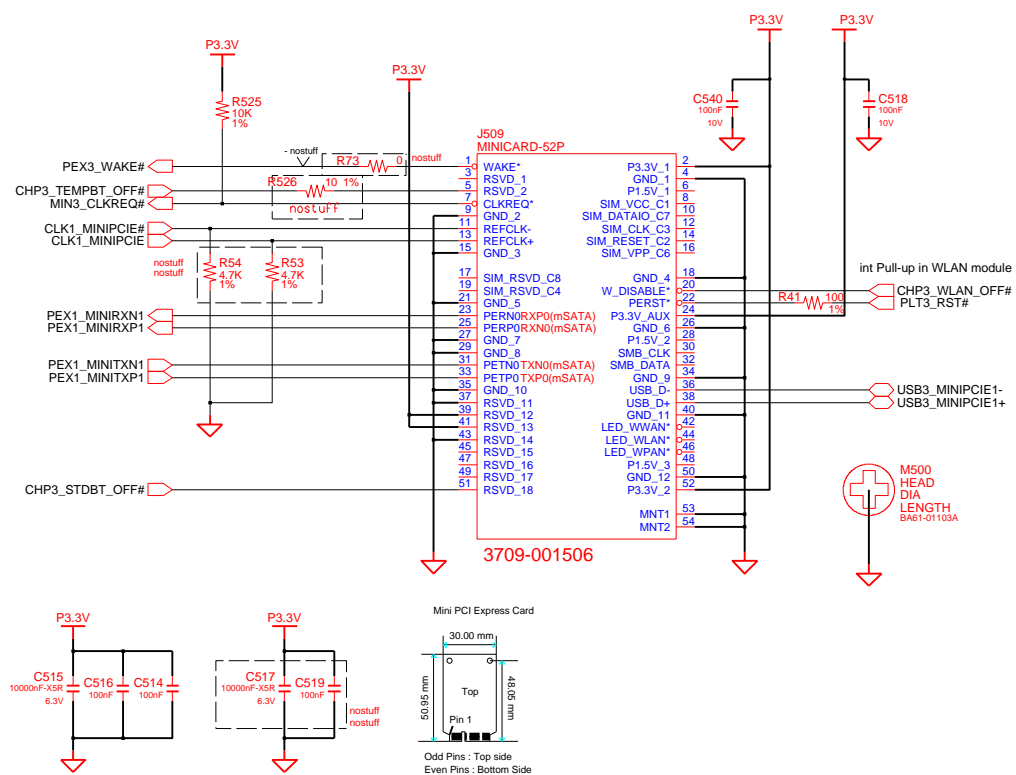 P3.3V
P3.3V
P3.3V
P3.3V
R525
10K
1%
C540
100nF
10V
C518
100nF
10V
J509
MINICARD-52P
- nostuff
R73 0 nostuff
PEX3_WAKE#
R526 10 1%
nostuff
CHP3_TEMPBT_OFF#
MIN3_CLKREQ#
CLK1_MINIPCIE#
CLK1_MINIPCIE
nostuff
nostuff
R54
4.7K
1%
R53
4.7K
1%
PEX1_MINIRXN1
PEX1_MINIRXP1
PEX1_MINITXN1
PEX1_MINITXP1
CHP3_STDBT_OFF#
1 WAKE*
3 RSVD_1
5 RSVD_2
7 CLKREQ*
9 GND_2
11 REFCLK-
13 REFCLK+
15 GND_3
17 SIM_RSVD_C8
19 SIM_RSVD_C4
21 GND_5
23 PERN0 RXP0(mSATA)
25 PERP0 RXN0(mSATA)
27 GND_7
29 GND_8
31 PETN0 TXN0(mSATA)
33 PETP0 TXP0(mSATA)
35 GND_10
37 RSVD_11
39 RSVD_12
41 RSVD_13
43 RSVD_14
45 RSVD_15
47 RSVD_16
49 RSVD_17
51 RSVD_18
P3.3V_1 2
GND_1 4
P1.5V_1 6
SIM_VCC_C1 8
SIM_DATAIO_C7 10
SIM_CLK_C3 12
SIM_RESET_C2 14
SIM_VPP_C6 16
GND_4 18
W_DISABLE* 20
PERST* 22
P3.3V_AUX 24
GND_6 26
P1.5V_2 28
SMB_CLK 30
SMB_DATA 32
GND_9 34
USB_D- 36
USB_D+ 38
GND_11 40
LED_WWAN* 42
LED_WLAN* 44
LED_WPAN* 46
P1.5V_3 48
GND_12 50
P3.3V_2 52
MNT1 53
MNT2 54
3709-001506
int Pull-up in WLAN module
CHP3_WLAN_OFF#
R41 100
1%
PLT3_RST#
USB3_MINIPCIE1-
USB3_MINIPCIE1+
M500
HEAD
DIA
LENGTH
BA61-01103A
P3.3V
C515
10000nF-X5R
6.3V
C516
100nF
C514
100nF
P3.3V
C517
10000nF-X5R
6.3V
C519
100nF
nostuff
nostuff
Mini PCI Express Card
30.00 mm
50.95 mm
48.05 mm
Top
Pin 1
Odd Pins : Top side
Even Pins : Bottom Side